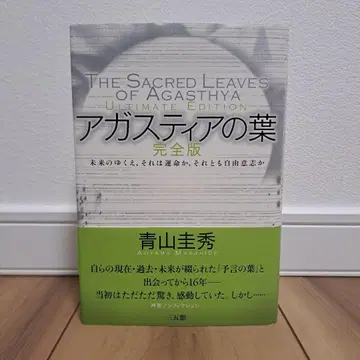 THE SACRED LEAVES
OF AGASTHYA
ULTIMATE EDITION
アガスティアの葉
完全版
未来のゆくえ、それは運命か、それとも自由意志か
青山圭秀
AOYAMA MASAHIDE
自らの現在・過去・未来が綴られた「予言の葉」と
出会ってから16年――
当初はただただ驚き、感動していた。しかし……
三五館